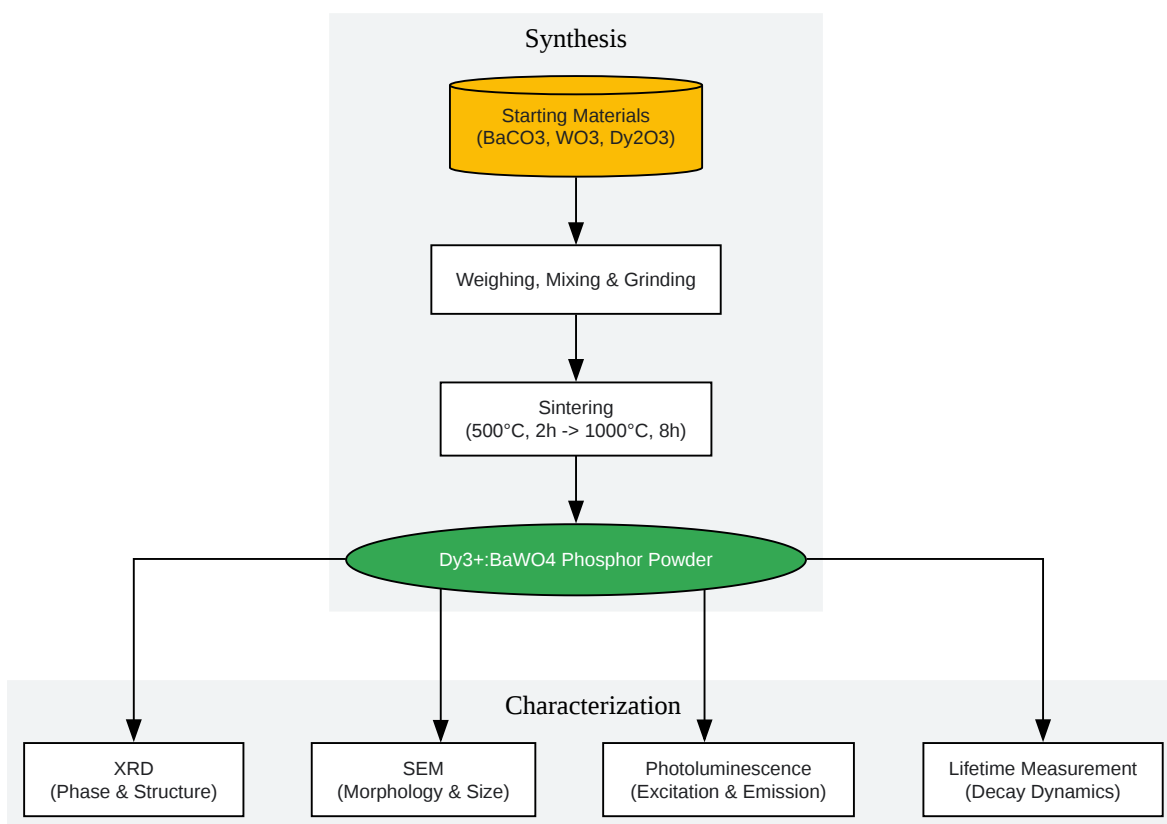 Synthesis
Starting Materials
(BaCO3, WO3, Dy2O3)
Weighing, Mixing & Grinding
Sintering
(500°C, 2h -> 1000°C, 8h)
Dy3+:BaWO4 Phosphor Powder
Characterization
XRD
(Phase & Structure)
SEM
(Morphology & Size)
Photoluminescence
(Excitation & Emission)
Lifetime Measurement
(Decay Dynamics)